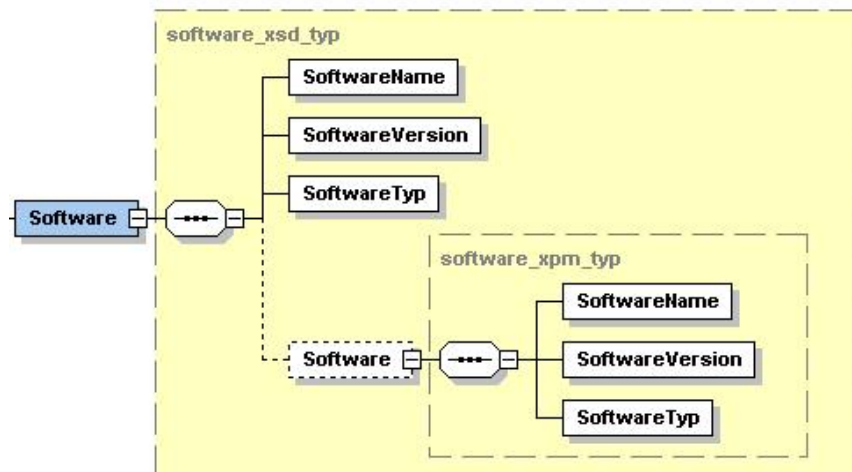 software_xsd_typ
SoftwareName
SoftwareVersion
SoftwareTyp
Software
software_xpm_typ
SoftwareName
Software
SoftwareVersion
SoftwareTyp